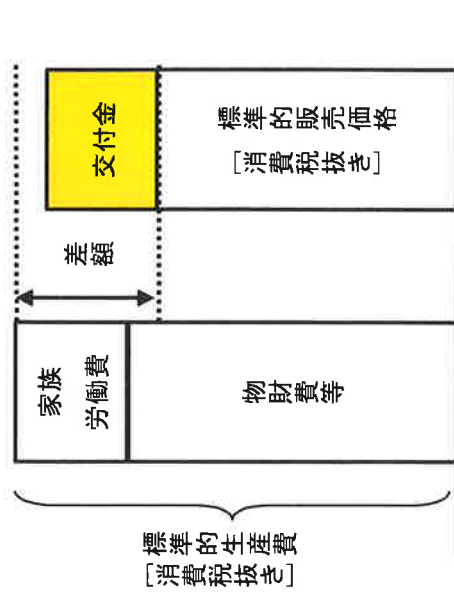 標準的生産費
[消費税抜き]
家族
労働費
物財費等
差額
交付金
標準的販売価格
[消費税抜き]